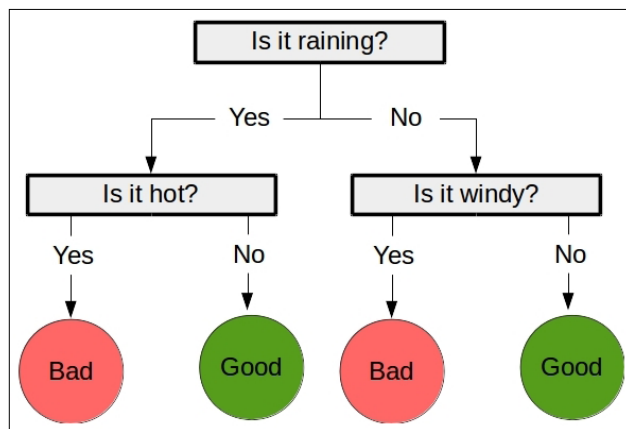 Is it raining?
Yes No
Is it hot? Is it windy?
Yes No Yes No
Bad Good Bad Good